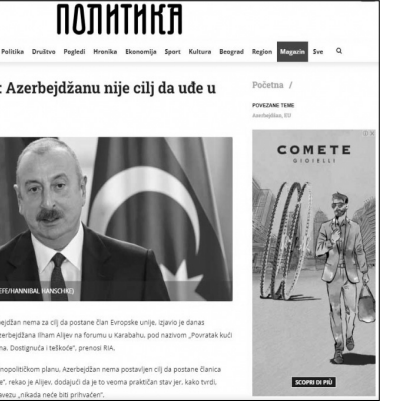 ПОЛИТИКА
Politika Društvo Pogledi Hronika Ekonomija Sport Kultura Beograd Region Magazin Sve
: Azerbejdžanu nije cilj da uđe u
Početna /
POVEZANE TEME
Azerbejdžan, EU
COMETE
GIOIELLI
EFE/HANNIBAL HANSCHKE)
bejdžan nema za cilj da postane član Evropske unije, izjavio je danas
zerbejdžana Ilham Alijev na forumu u Karabahu, pod nazivom „Povratak kući
na. Dostignuća i teškoće", prenosi RIA.
nopolitičkom planu, Azerbejdžan nema postavljen cilj da postane članica
e", rekao je Alijev, dodajući da je to veoma praktičan stav jer, kako tvrdi,
avezu „nikada neće biti prihvaćen".
SCOPRI DI PIÙ